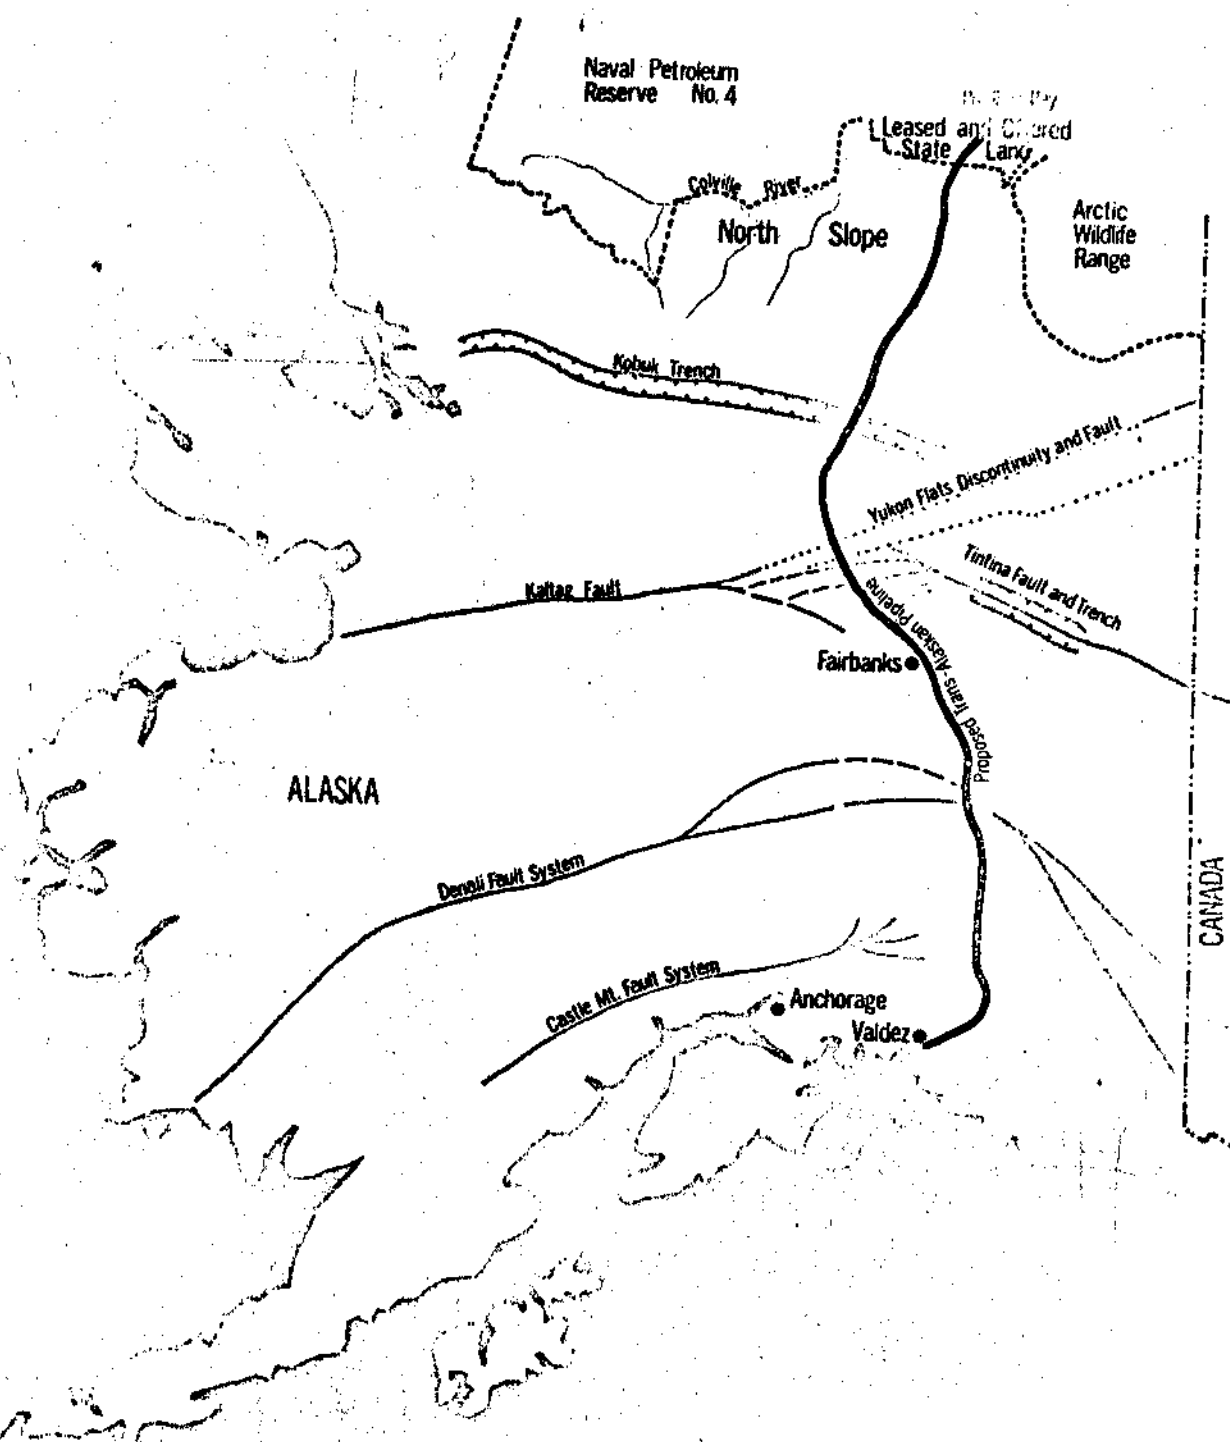 Naval Petroleum
Reserve No. 4
Leased and
State Land
Colville River
North Slope
Arctic
Wildlife
Range
Kobuk Trench
Yukon Flats Discontinuity and Fault
Tintina Fault and Trench
Kaltag Fault
Proposed Trans-Alaskan Pipeline
Fairbanks
ALASKA
Denali Fault System
CANADA
Castle Mt. Fault System
Anchorage
Valdez